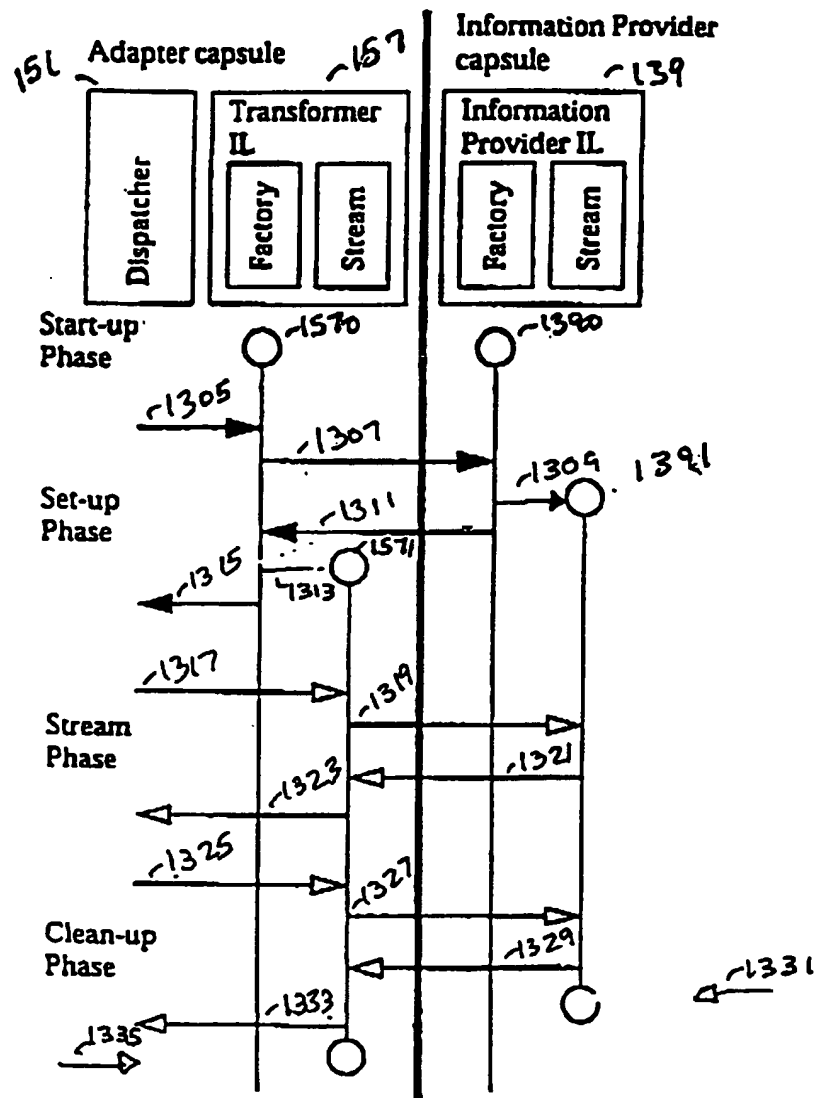 Information Provider
capsule
Adapter capsule
151
157
139
Transformer
IL
Information
Provider IL
Dispatcher
Factory
Stream
Factory
Stream
Start-up
Phase
1570
1390
1305
1307
1309
1391
Set-up
Phase
1311
1571
1315
1313
1317
1319
Stream
Phase
1321
1323
1325
1327
Clean-up
Phase
1329
1331
1333
1335